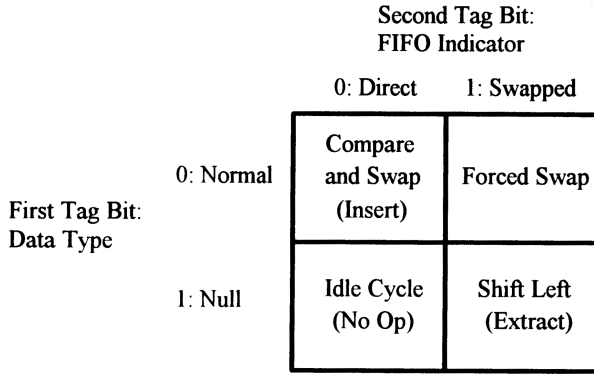 Second Tag Bit:
FIFO Indicator
0: Direct
1: Swapped
First Tag Bit:
Data Type
0: Normal
Compare
and Swap
(Insert)
Forced Swap
1: Null
Idle Cycle
(No Op)
Shift Left
(Extract)